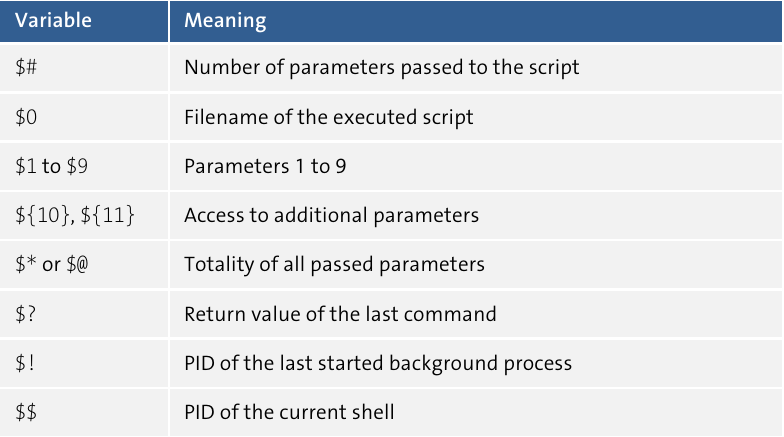 Variable Meaning
$# Number of parameters passed to the script
$0 Filename of the executed script
$1 to $9 Parameters 1 to 9
${10}, ${11} Access to additional parameters
$* or $@ Totality of all passed parameters
$? Return value of the last command
$! PID of the last started background process
$$ PID of the current shell